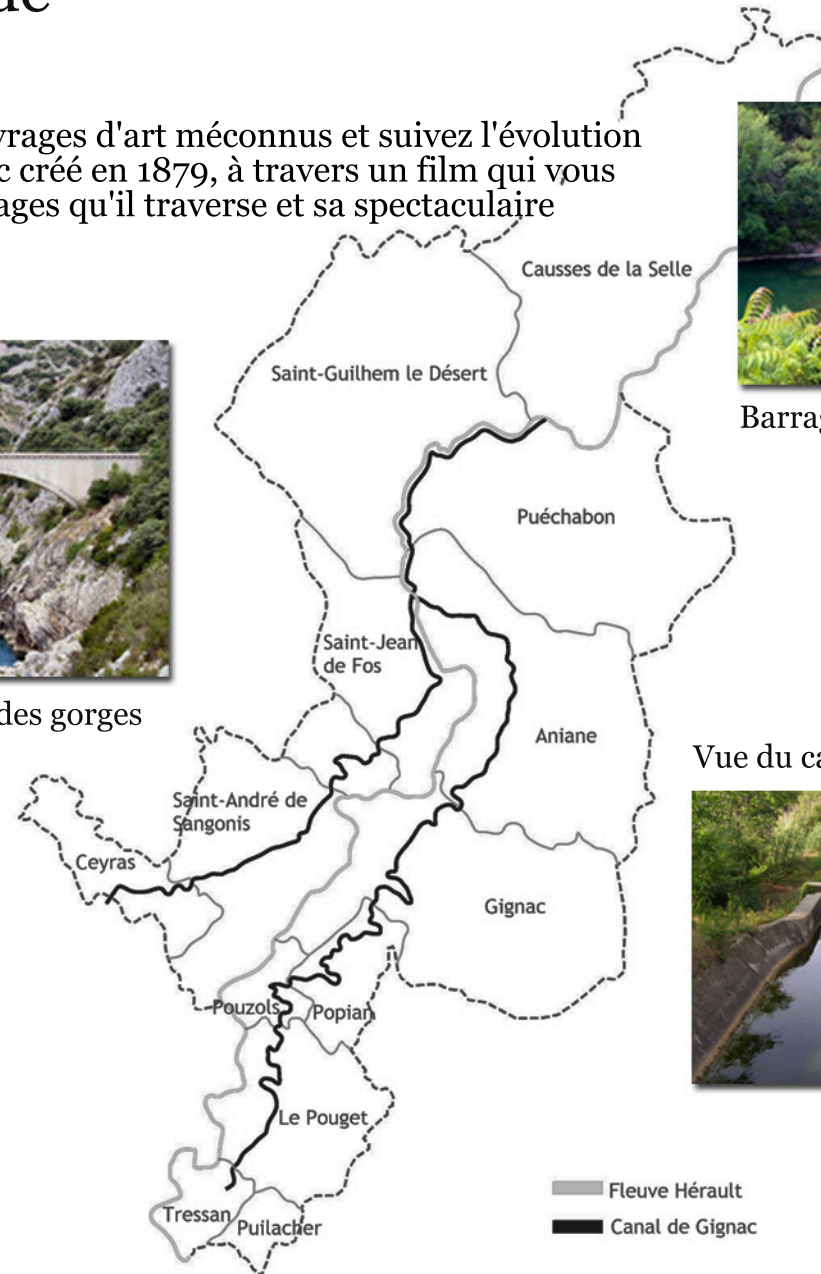 vrages d'art méconnus et suivez l'évolution
c créé en 1879, à travers un film qui vous
ages qu'il traverse et sa spectaculaire
Causses de la Selle
Saint-Guilhem le Désert
Barra
Puéchabon
Saint-Jean
de Fos
des gorges
Aniane
Vue du ca
Saint-André de
Sangonis
Ceyras
Gignac
Pouzols
Popian
Le Pouget
Fleuve Hérault
Tressan
Puilacher
Canal de Gignac